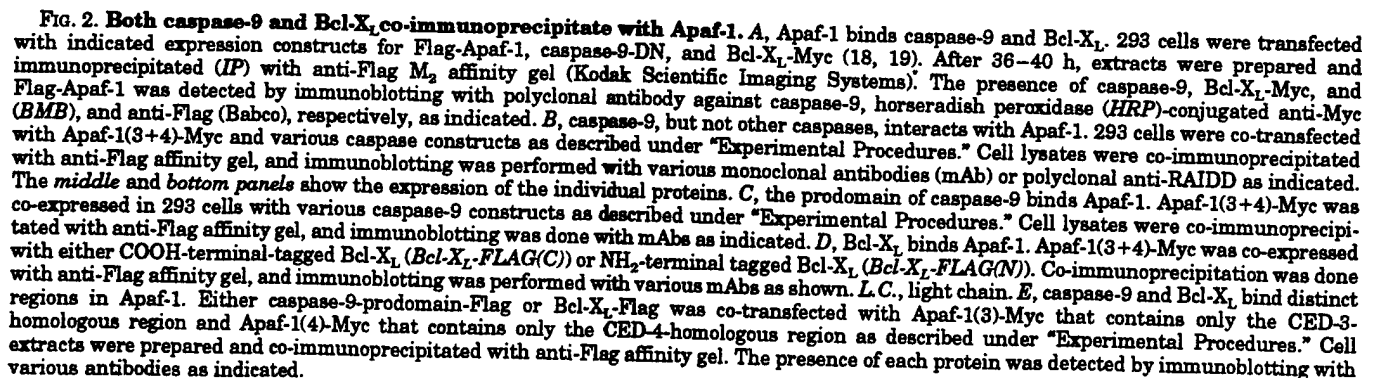 FIG. 2. Both caspase-9 and Bcl-XL co-immunoprecipitate with Apaf-1. A, Apaf-1 binds caspase-9 and Bcl-XL. 293 cells were transfected
with indicated expression constructs for Flag-Apaf-1, caspase-9-DN, and Bcl-XL-Myc (18, 19). After 36–40 h, extracts were prepared and
immunoprecipitated (IP) with anti-Flag M2 affinity gel (Kodak Scientific Imaging Systems). The presence of caspase-9, Bcl-XL-Myc, and
Flag-Apaf-1 was detected by immunoblotting with polyclonal antibody against caspase-9, horseradish peroxidase (HRP)-conjugated anti-Myc
(BMB), and anti-Flag (Babco), respectively, as indicated. B, caspase-9, but not other caspases, interacts with Apaf-1. 293 cells were co-transfected
with Apaf-1(3+4)-Myc and various caspase constructs as described under "Experimental Procedures." Cell lysates were co-immunoprecipitated
with anti-Flag affinity gel, and immunoblotting was performed with various monoclonal antibodies (mAb) or polyclonal anti-RAIDD as indicated.
The middle and bottom panels show the expression of the individual proteins. C, the prodomain of caspase-9 binds Apaf-1. Apaf-1(3+4)-Myc was
co-expressed in 293 cells with various caspase-9 constructs as described under "Experimental Procedures." Cell lysates were co-immunoprecipi-
tated with anti-Flag affinity gel, and immunoblotting was done with mAbs as indicated. D, Bcl-XL binds Apaf-1. Apaf-1(3+4)-Myc was co-expressed
with either COOH-terminal-tagged Bcl-XL (Bcl-XL-FLAG(C)) or NH2-terminal tagged Bcl-XL (Bcl-XL-FLAG(N)). Co-immunoprecipitation was done
with anti-Flag affinity gel, and immunoblotting was performed with various mAbs as shown. L.C., light chain. E, caspase-9 and Bcl-XL bind distinct
regions in Apaf-1. Either caspase-9-prodomain-Flag or Bcl-XL-Flag was co-transfected with Apaf-1(3)-Myc that contains only the CED-3-
homologous region and Apaf-1(4)-Myc that contains only the CED-4-homologous region as described under "Experimental Procedures." Cell
extracts were prepared and co-immunoprecipitated with anti-Flag affinity gel. The presence of each protein was detected by immunoblotting with
various antibodies as indicated.